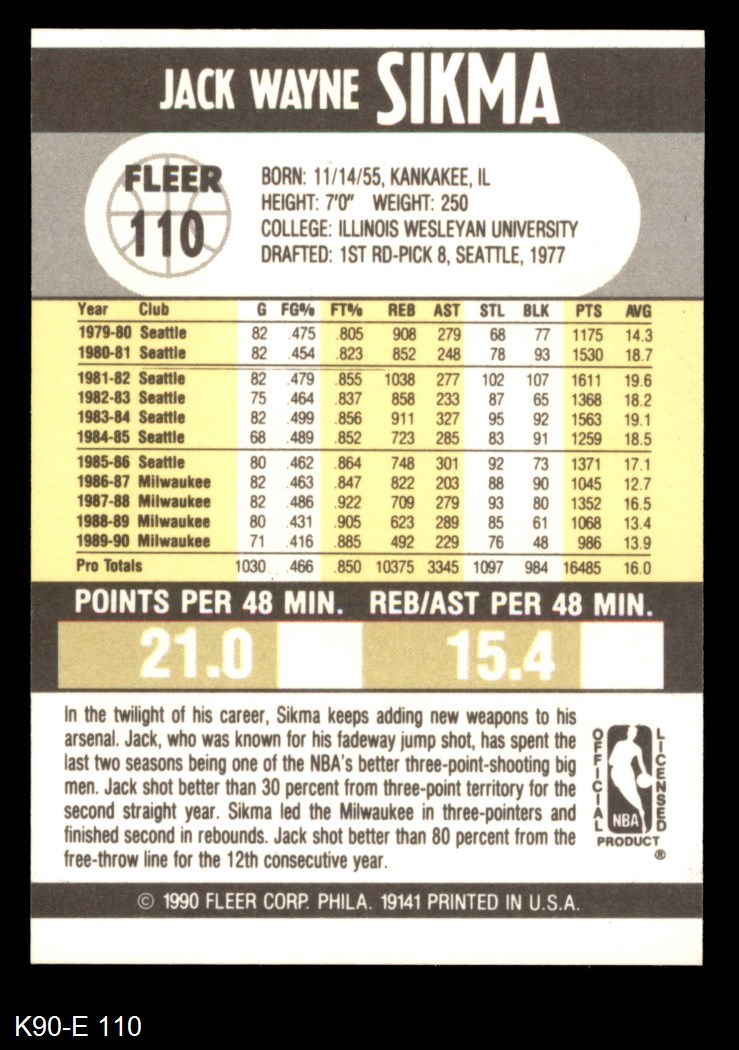 JACK WAYNE SIKMA
FLEER
110
BORN: 11/14/55, KANKAKEE, IL
HEIGHT: 7'0" WEIGHT: 250
COLLEGE: ILLINOIS WESLEYAN UNIVERSITY
DRAFTED: 1ST RD-PICK 8, SEATTLE, 1977
Year Club G FG% FT% REB AST STL BLK PTS AVG
1979-80 Seattle 82 .475 .805 908 279 68 77 1175 14.3
1980-81 Seattle 82 .454 .823 852 248 78 93 1530 18.7
1981-82 Seattle 82 .479 .855 1038 277 102 107 1611 19.6
1982-83 Seattle 75 .464 .837 858 233 87 65 1368 18.2
1983-84 Seattle 82 .499 .856 911 327 95 92 1563 19.1
1984-85 Seattle 68 .489 .852 723 285 83 91 1259 18.5
1985-86 Seattle 80 .462 .864 748 301 92 73 1371 17.1
1986-87 Milwaukee 82 .463 .847 822 203 88 90 1045 12.7
1987-88 Milwaukee 82 .486 .922 709 279 93 80 1352 16.5
1988-89 Milwaukee 80 .431 .905 623 289 85 61 1068 13.4
1989-90 Milwaukee 71 .416 .885 492 229 76 48 986 13.9
Pro Totals 1030 .466 .850 10375 3345 1097 984 16485 16.0
POINTS PER 48 MIN. REB/AST PER 48 MIN.
21.0 15.4
In the twilight of his career, Sikma keeps adding new weapons to his
arsenal. Jack, who was known for his fadeway jump shot, has spent the
last two seasons being one of the NBA's better three-point-shooting big
men. Jack shot better than 30 percent from three-point territory for the
second straight year. Sikma led the Milwaukee in three-pointers and
finished second in rebounds. Jack shot better than 80 percent from the
free-throw line for the 12th consecutive year.
OFFICIAL
LICENSED
NBA
PRODUCT
®
© 1990 FLEER CORP. PHILA. 19141 PRINTED IN U.S.A.
K90-E 110